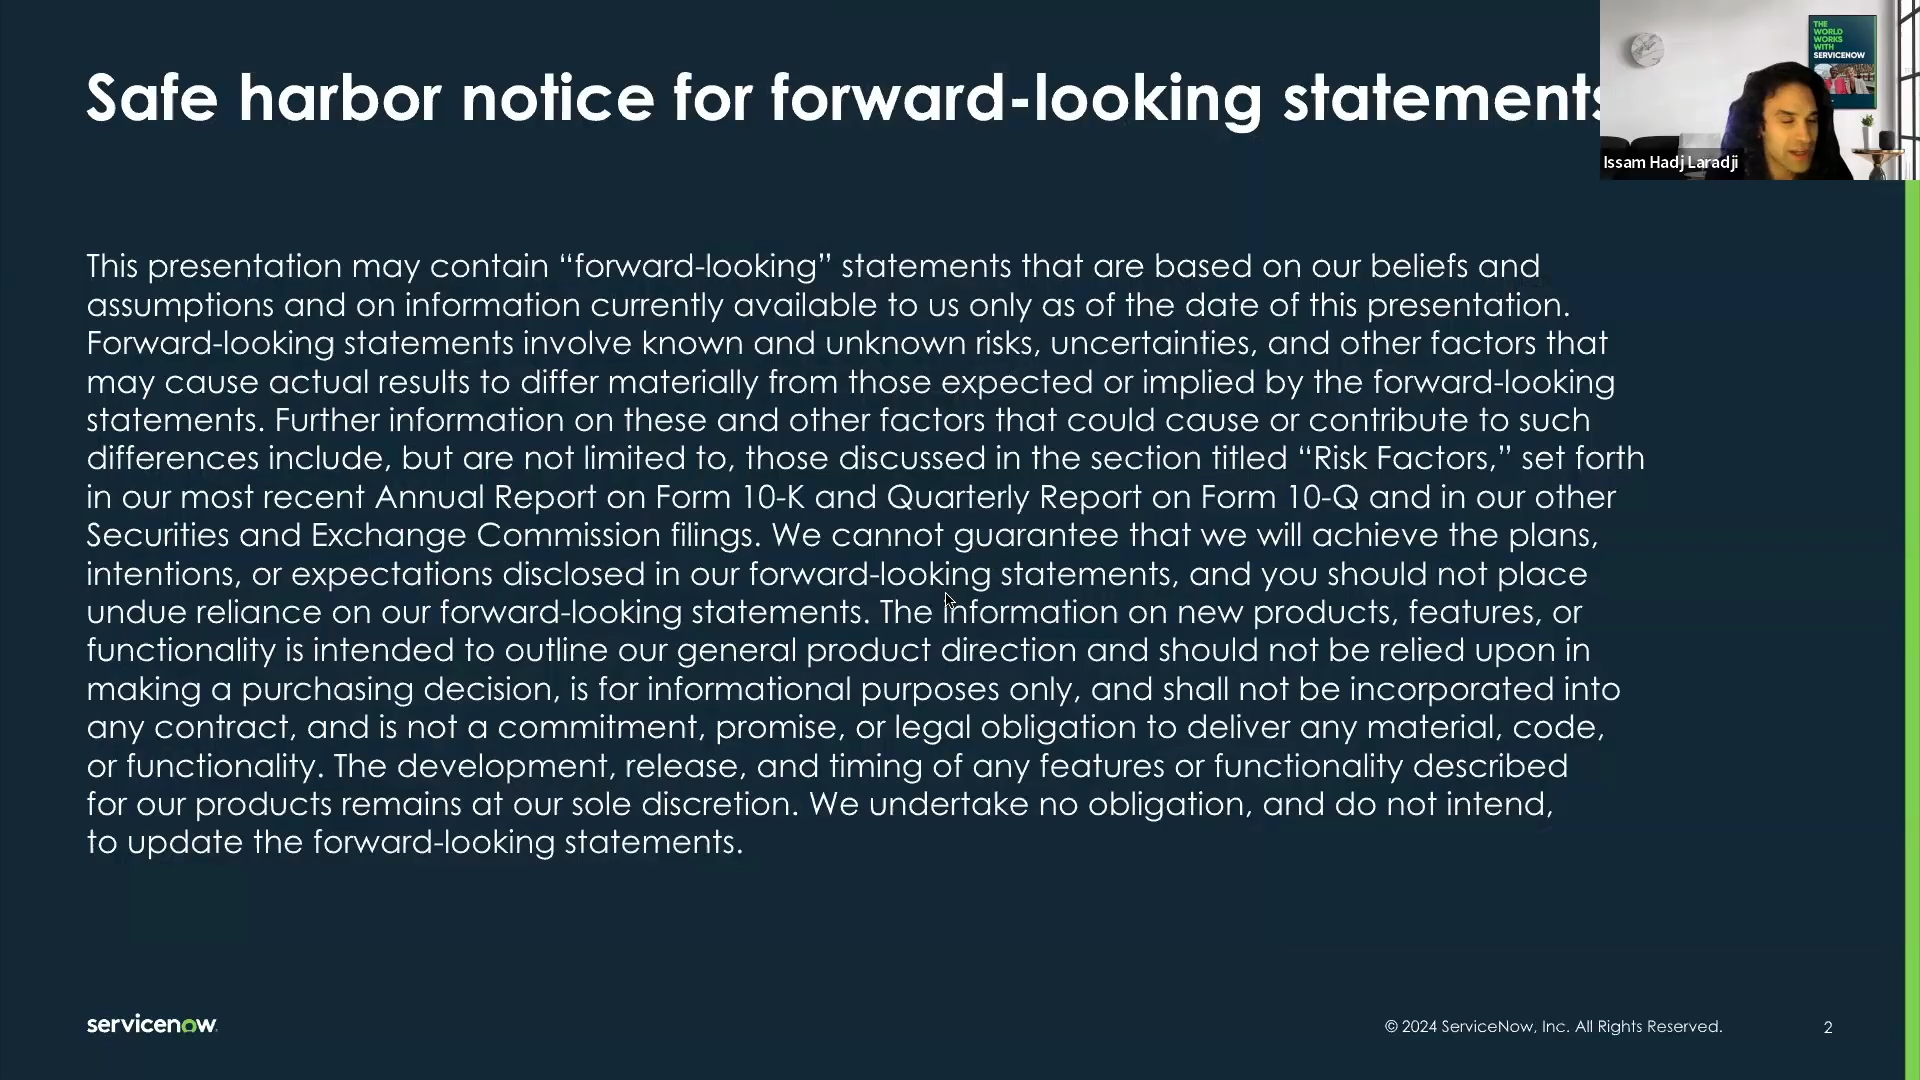 Safe harbor notice for forward-looking statements
THE
WORLD
WORKS
WITH
SERVICENOW
Issam Hadj Laradji
This presentation may contain “forward-looking” statements that are based on our beliefs and
assumptions and on information currently available to us only as of the date of this presentation.
Forward-looking statements involve known and unknown risks, uncertainties, and other factors that
may cause actual results to differ materially from those expected or implied by the forward-looking
statements. Further information on these and other factors that could cause or contribute to such
differences include, but are not limited to, those discussed in the section titled “Risk Factors,” set forth
in our most recent Annual Report on Form 10-K and Quarterly Report on Form 10-Q and in our other
Securities and Exchange Commission filings. We cannot guarantee that we will achieve the plans,
intentions, or expectations disclosed in our forward-looking statements, and you should not place
undue reliance on our forward-looking statements. The information on new products, features, or
functionality is intended to outline our general product direction and should not be relied upon in
making a purchasing decision, is for informational purposes only, and shall not be incorporated into
any contract, and is not a commitment, promise, or legal obligation to deliver any material, code,
or functionality. The development, release, and timing of any features or functionality described
for our products remains at our sole discretion. We undertake no obligation, and do not intend,
to update the forward-looking statements.
servicenow
© 2024 ServiceNow, Inc. All Rights Reserved.
2